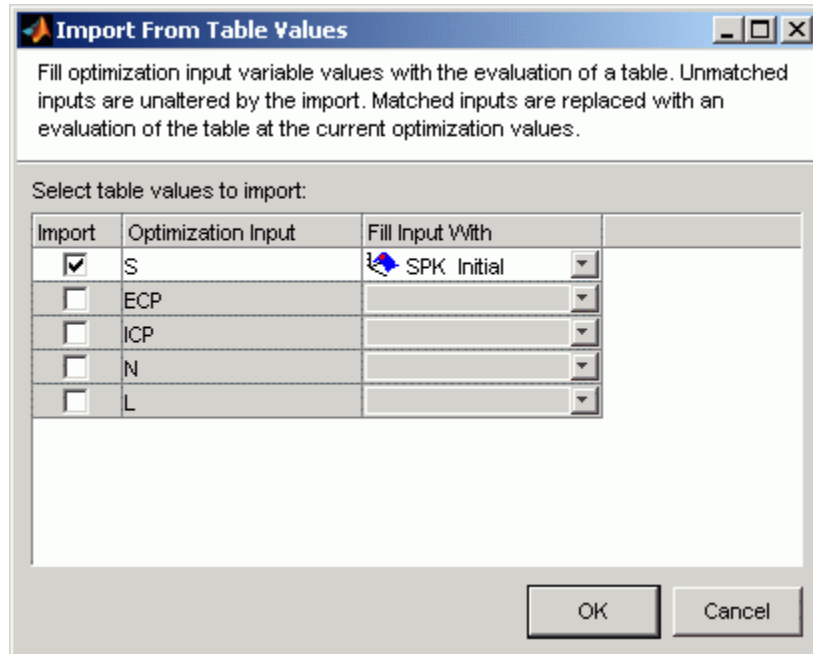 Import From Table Values
Fill optimization input variable values with the evaluation of a table. Unmatched
inputs are unaltered by the import. Matched inputs are replaced with an
evaluation of the table at the current optimization values.
Select table values to import:
Import Optimization Input Fill Input With
S SPK Initial
ECP
ICP
N
L
OK Cancel